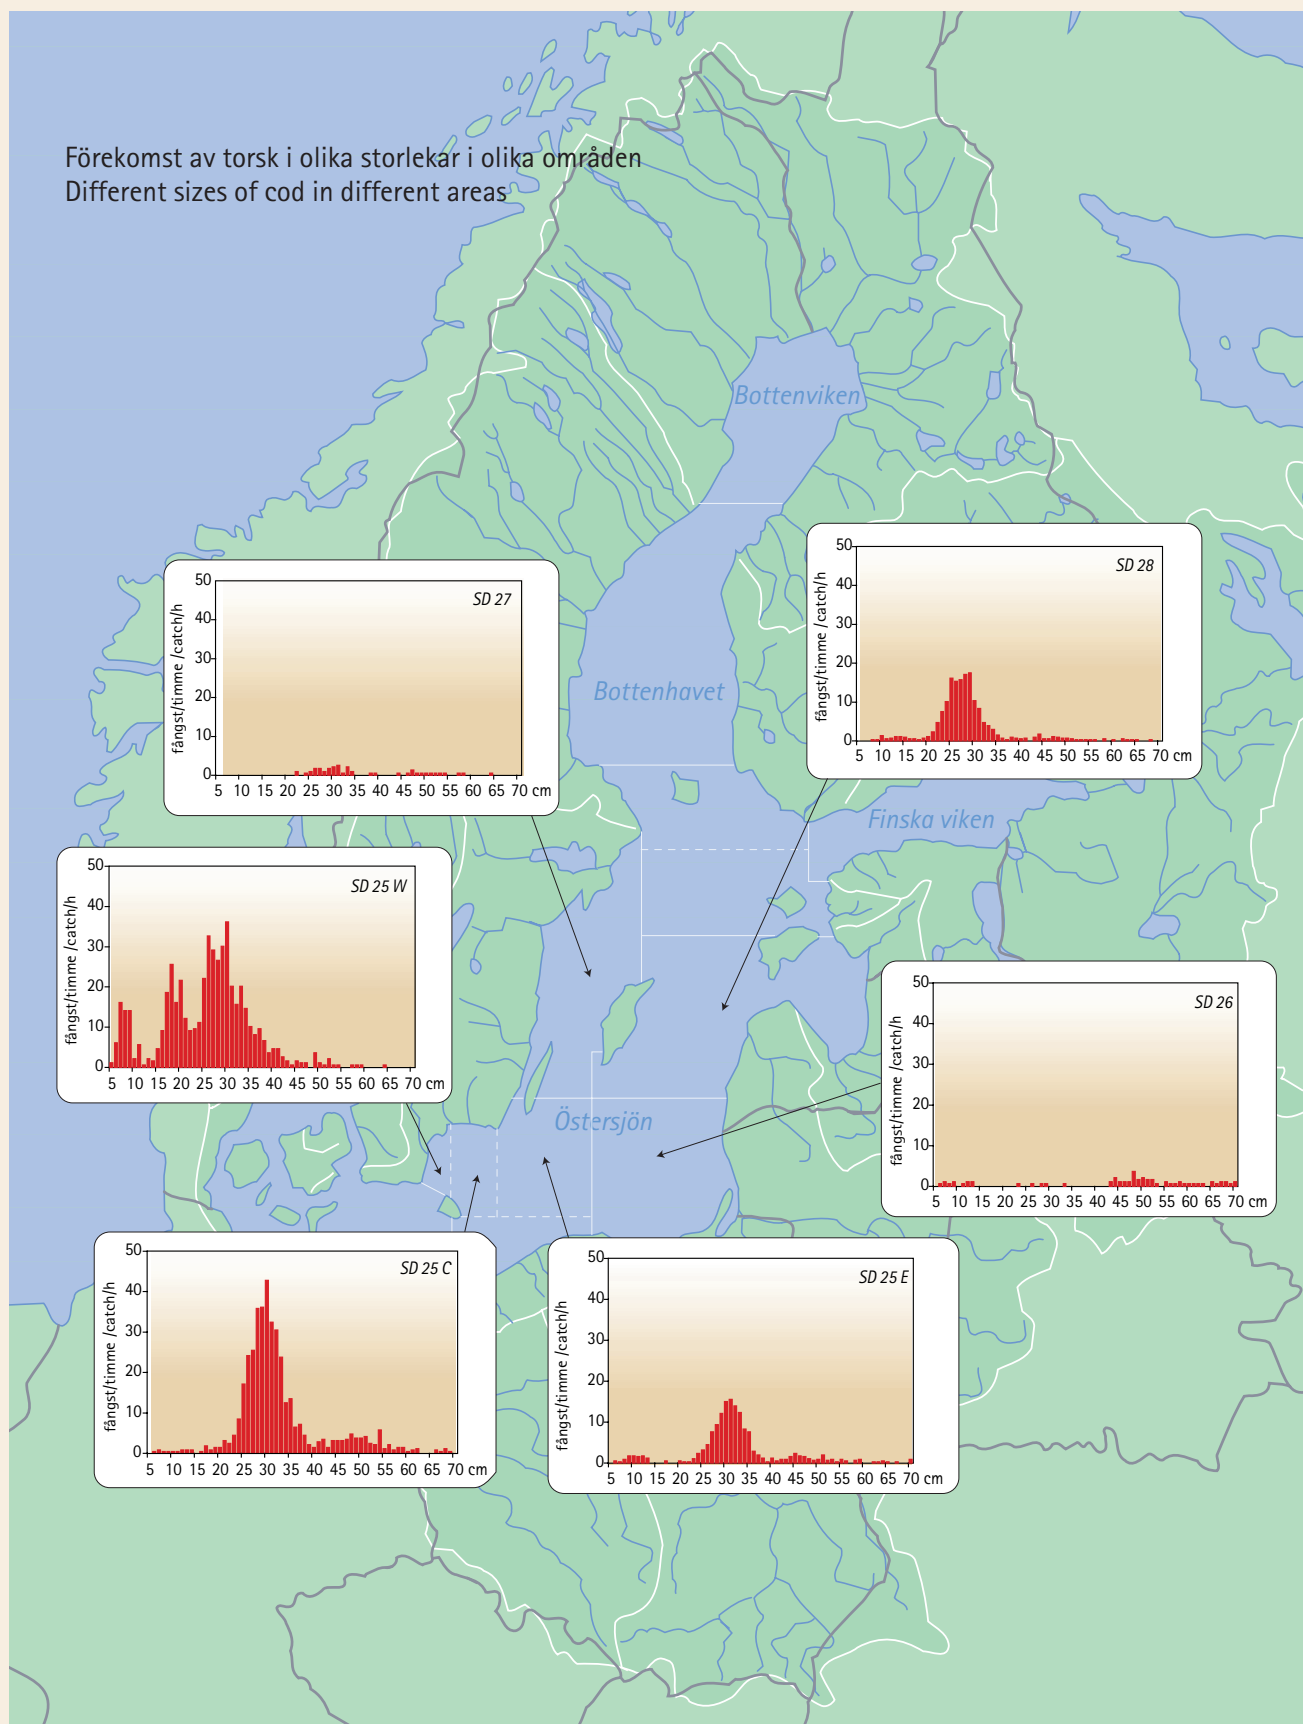 Förekomst av torsk i olika storlekar i olika områden
Different sizes of cod in different areas
Bottenviken
Bottenhavet
Finska viken
Östersjön
SD 27
fångst/timme /catch/h
50
40
30
20
10
0
5 10 15 20 25 30 35 40 45 50 55 60 65 70 cm
SD 28
fångst/timme /catch/h
50
40
30
20
10
0
5 10 15 20 25 30 35 40 45 50 55 60 65 70 cm
SD 25 W
fångst/timme /catch/h
50
40
30
20
10
0
5 10 15 20 25 30 35 40 45 50 55 60 65 70 cm
SD 26
fångst/timme /catch/h
50
40
30
20
10
0
5 10 15 20 25 30 35 40 45 50 55 60 65 70 cm
SD 25 C
fångst/timme /catch/h
50
40
30
20
10
0
5 10 15 20 25 30 35 40 45 50 55 60 65 70 cm
SD 25 E
fångst/timme /catch/h
50
40
30
20
10
0
5 10 15 20 25 30 35 40 45 50 55 60 65 70 cm